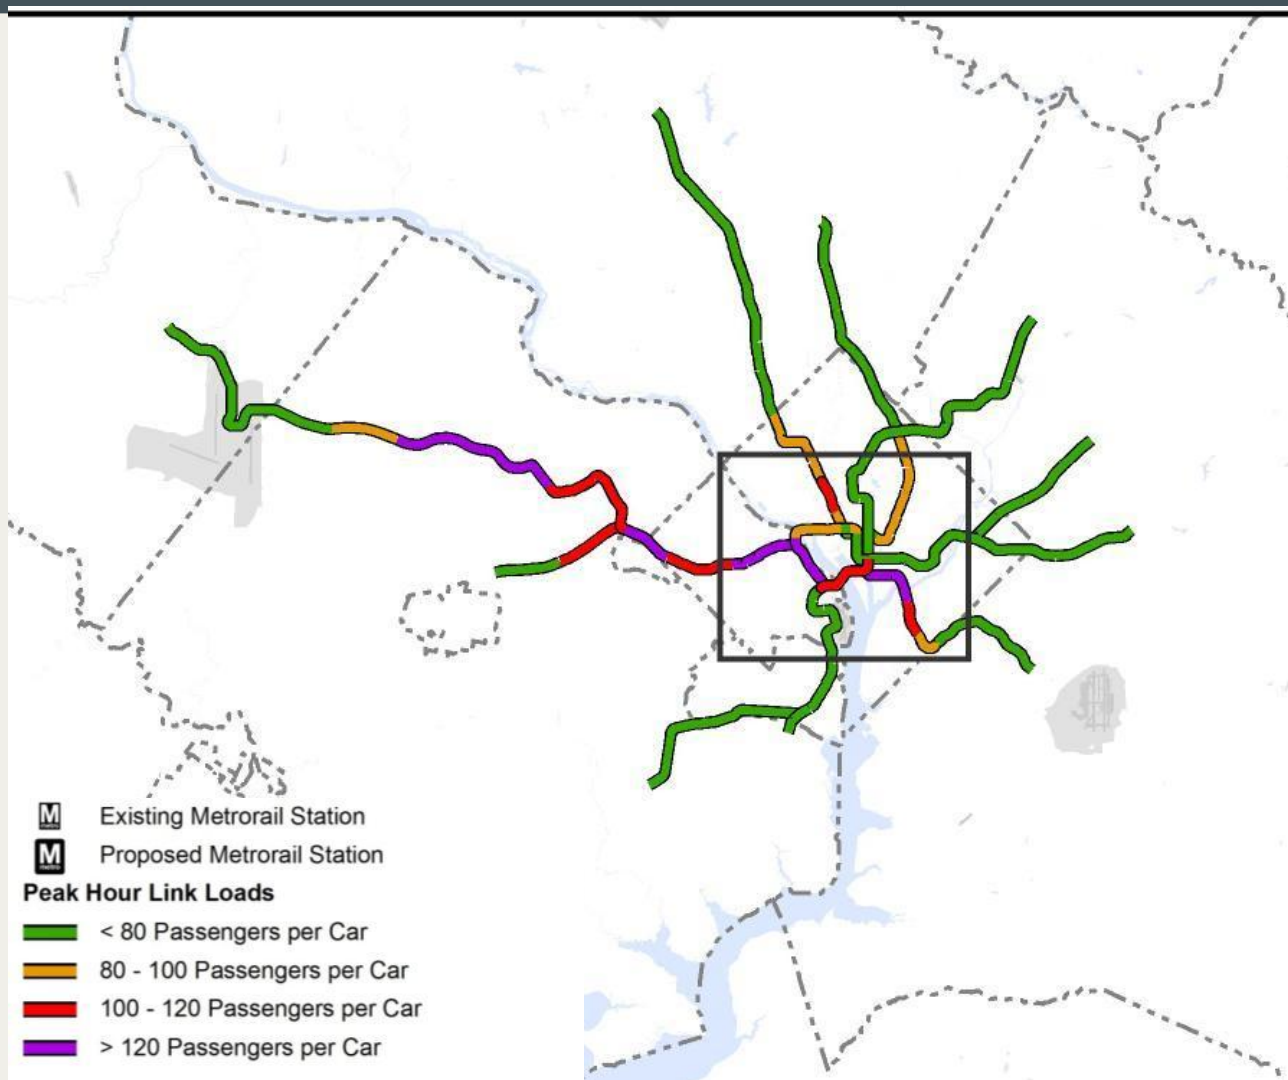 M
Existing Metrorail Station
M
Proposed Metrorail Station
Peak Hour Link Loads
< 80 Passengers per Car
80 - 100 Passengers per Car
100 - 120 Passengers per Car
> 120 Passengers per Car